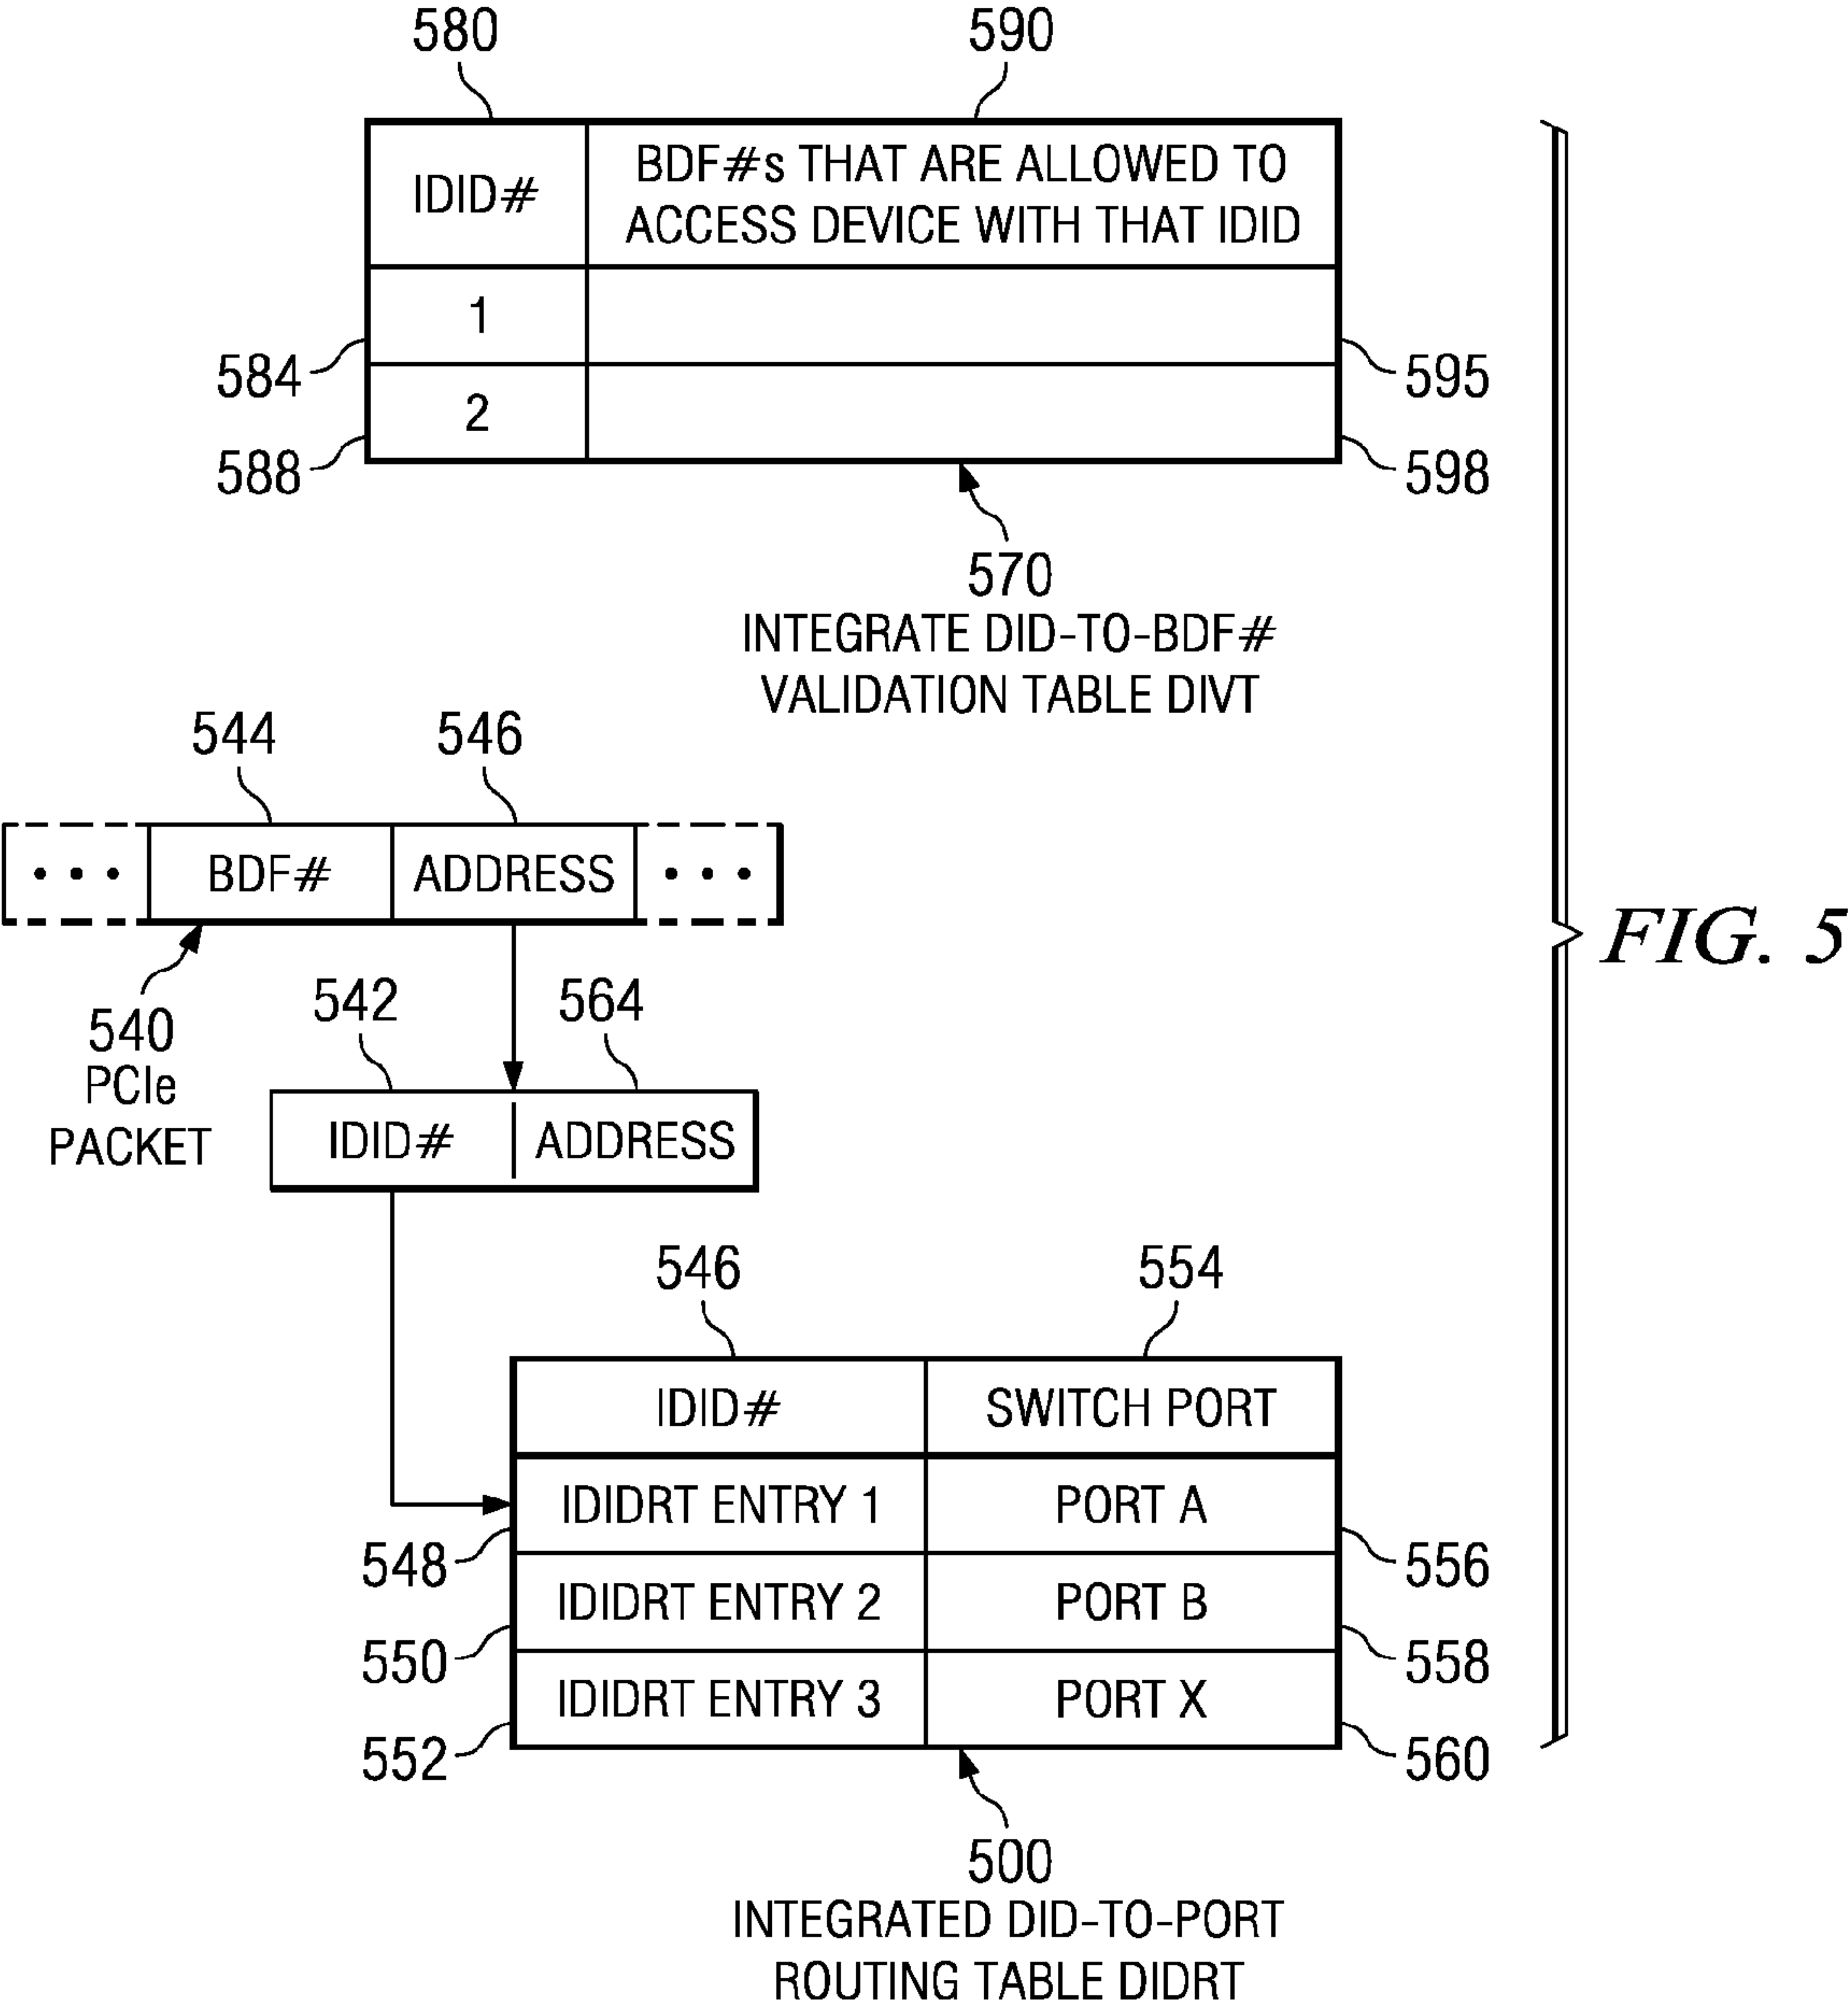 580 590
IDID# BDF#s THAT ARE ALLOWED TO
ACCESS DEVICE WITH THAT IDID
1
584 595
2
588 598
570
INTEGRATE DID-TO-BDF#
VALIDATION TABLE DIVT
544 546
••• BDF# ADDRESS •••
FIG. 5
540
PCIe
PACKET
542 564
IDID# ADDRESS
546 554
IDID# SWITCH PORT
IDIDRT ENTRY 1 PORT A
548 556
IDIDRT ENTRY 2 PORT B
550 558
IDIDRT ENTRY 3 PORT X
552 560
500
INTEGRATED DID-TO-PORT
ROUTING TABLE DIDRT